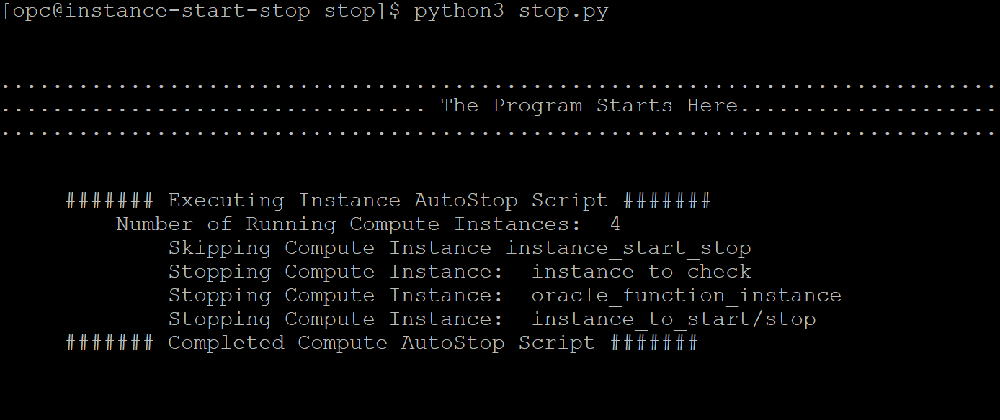 [opc@instance-start-stop stop]$ python3 stop.py
.............................................................................
................................. The Program Starts Here....................
.............................................................................
####### Executing Instance AutoStop Script #######
Number of Running Compute Instances:  4
Skipping Compute Instance instance_start_stop
Stopping Compute Instance:  instance_to_check
Stopping Compute Instance:  oracle_function_instance
Stopping Compute Instance:  instance_to_start/stop
####### Completed Compute AutoStop Script #######